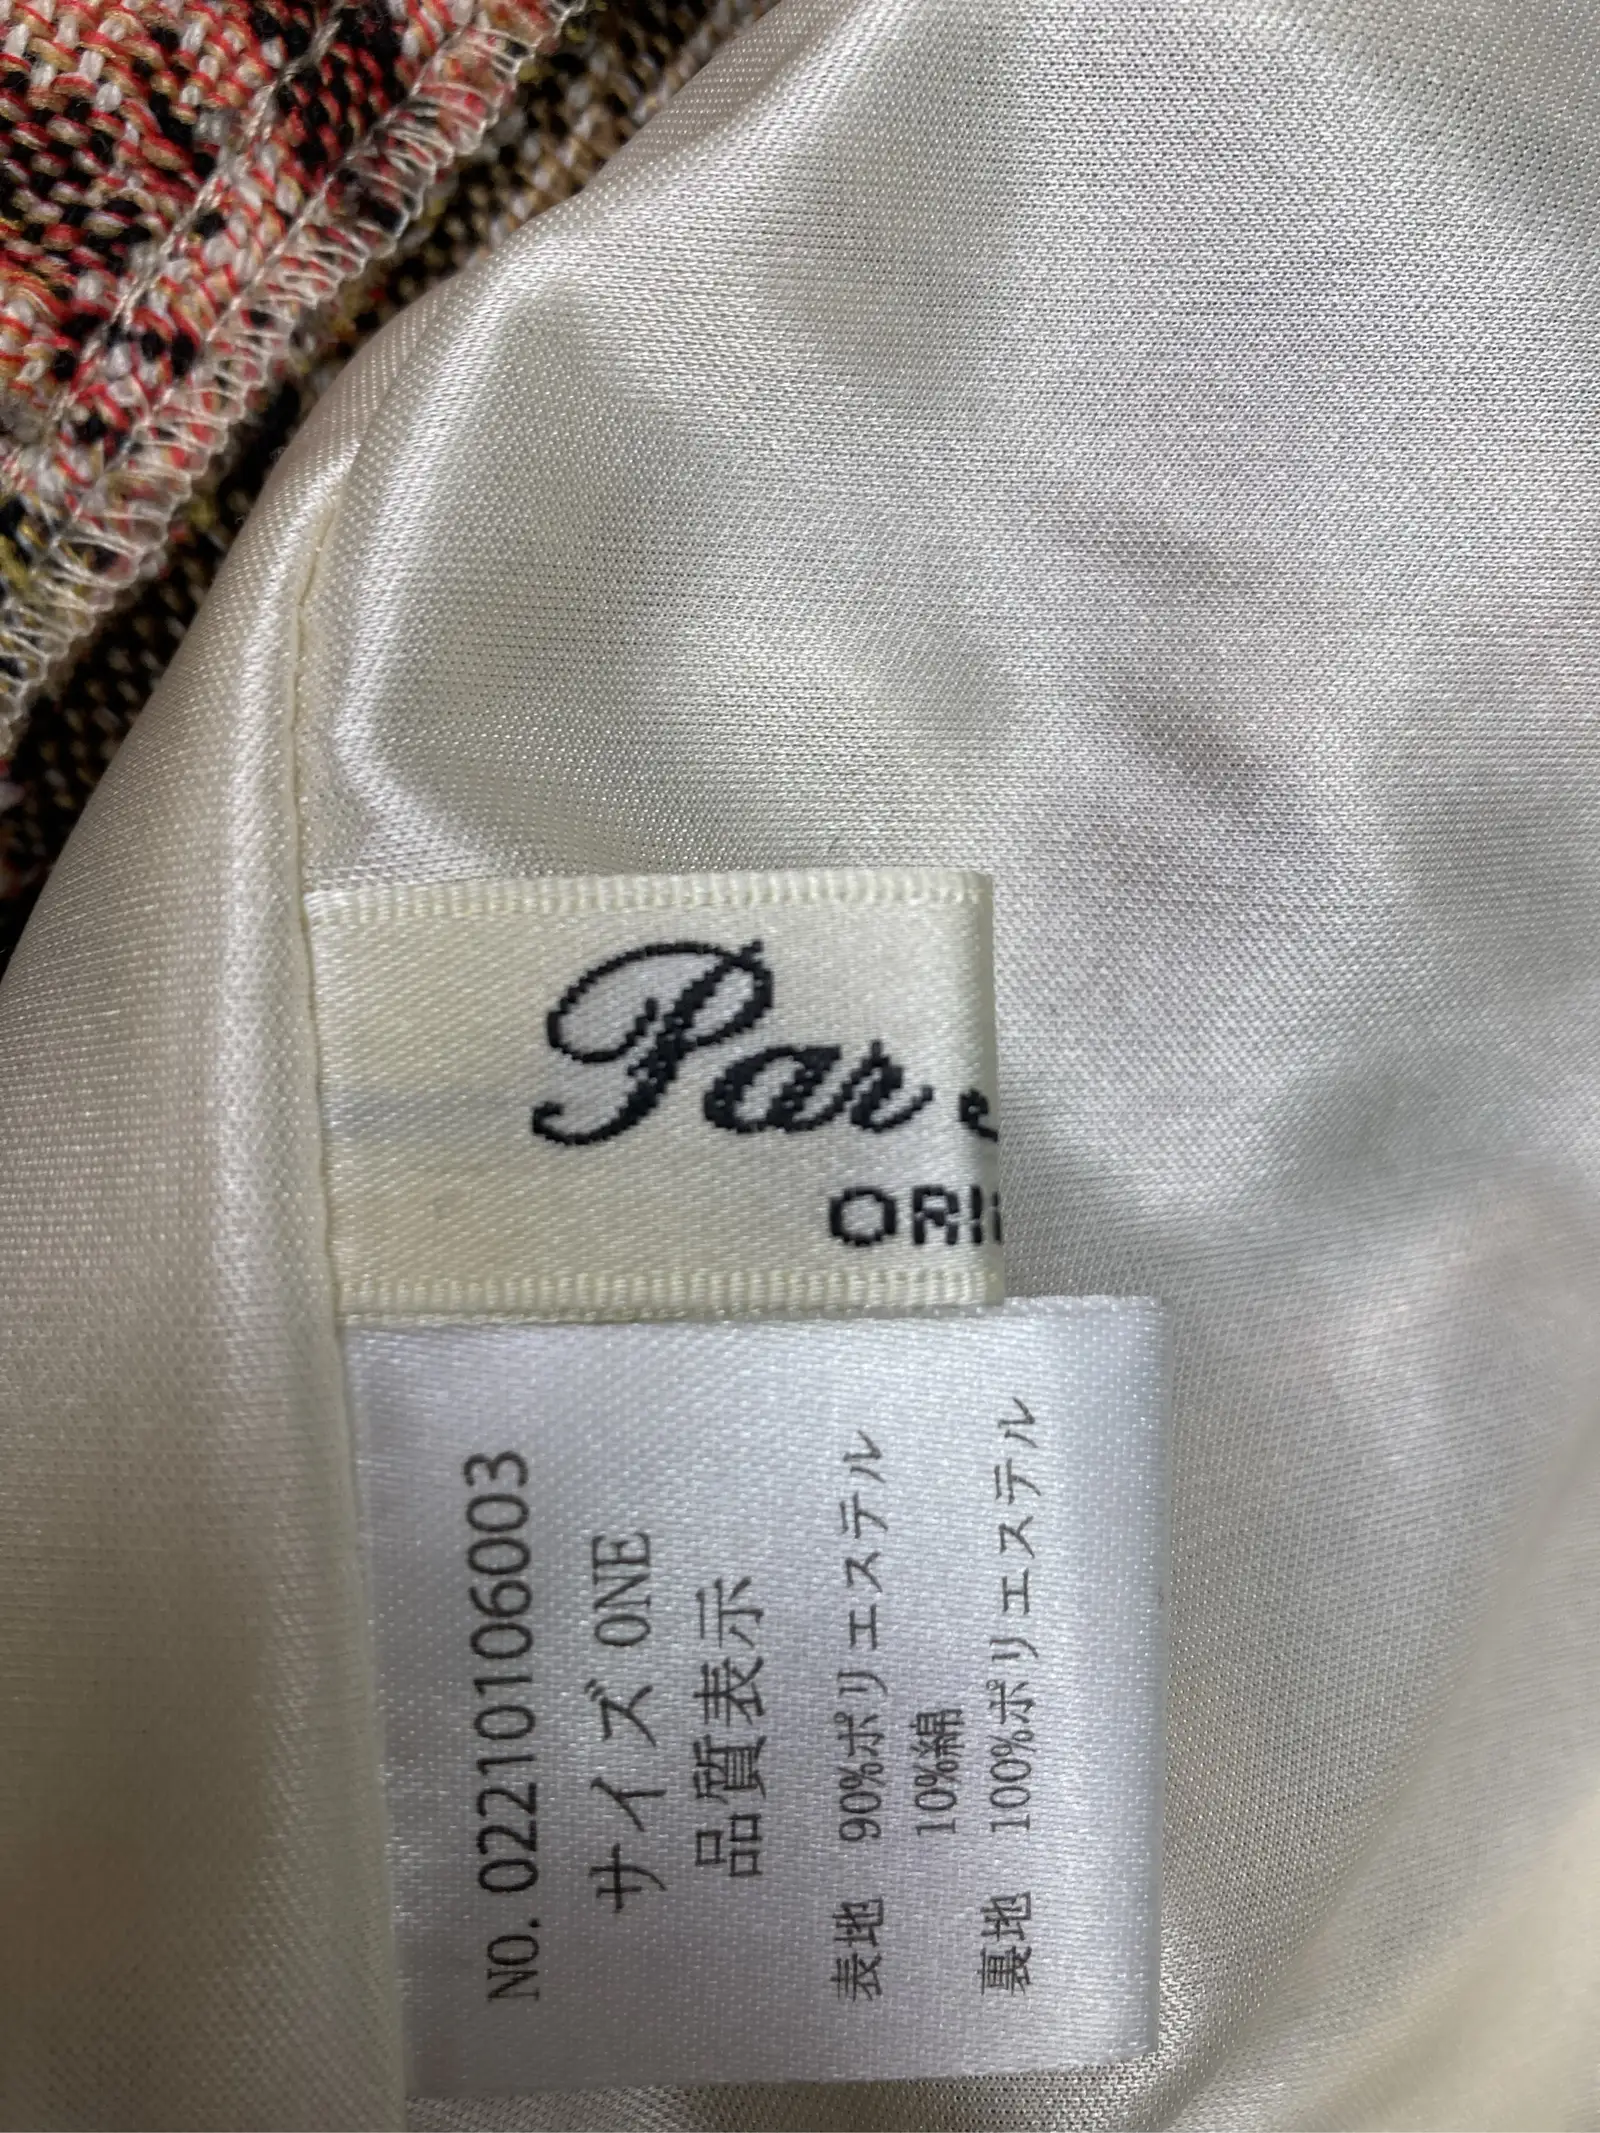 Par
ORI
NO. 02210106003
サイズ ONE
品質表示
表地 90%ポリエステル
10%綿
裏地 100%ポリエステル